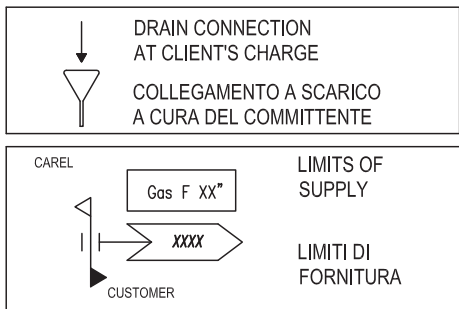 DRAIN CONNECTION
AT CLIENT'S CHARGE
COLLEGAMENTO A SCARICO
A CURA DEL COMMITTENTE
CAREL
Gas F XX"
XXXX
CUSTOMER
LIMITS OF
SUPPLY
LIMITI DI
FORNITURA